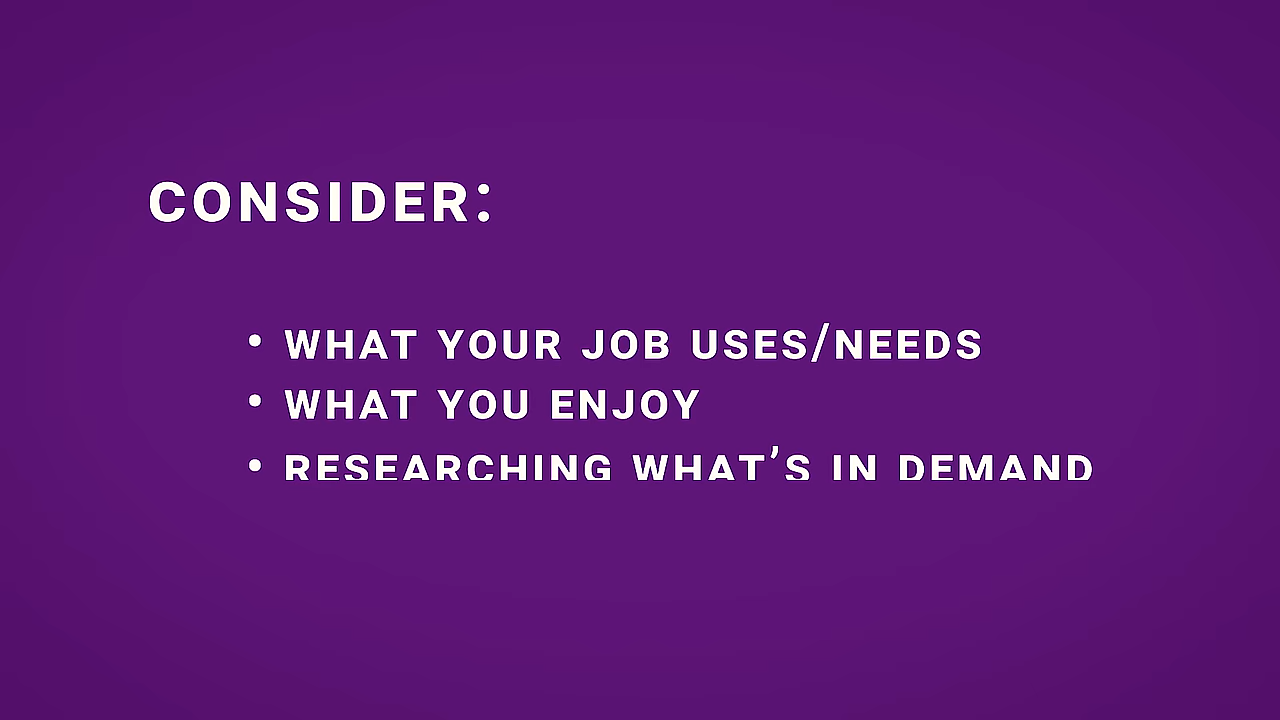 CONSIDER:
• WHAT YOUR JOB USES/NEEDS
• WHAT YOU ENJOY
• RESEARCHING WHAT'S IN DEMAND